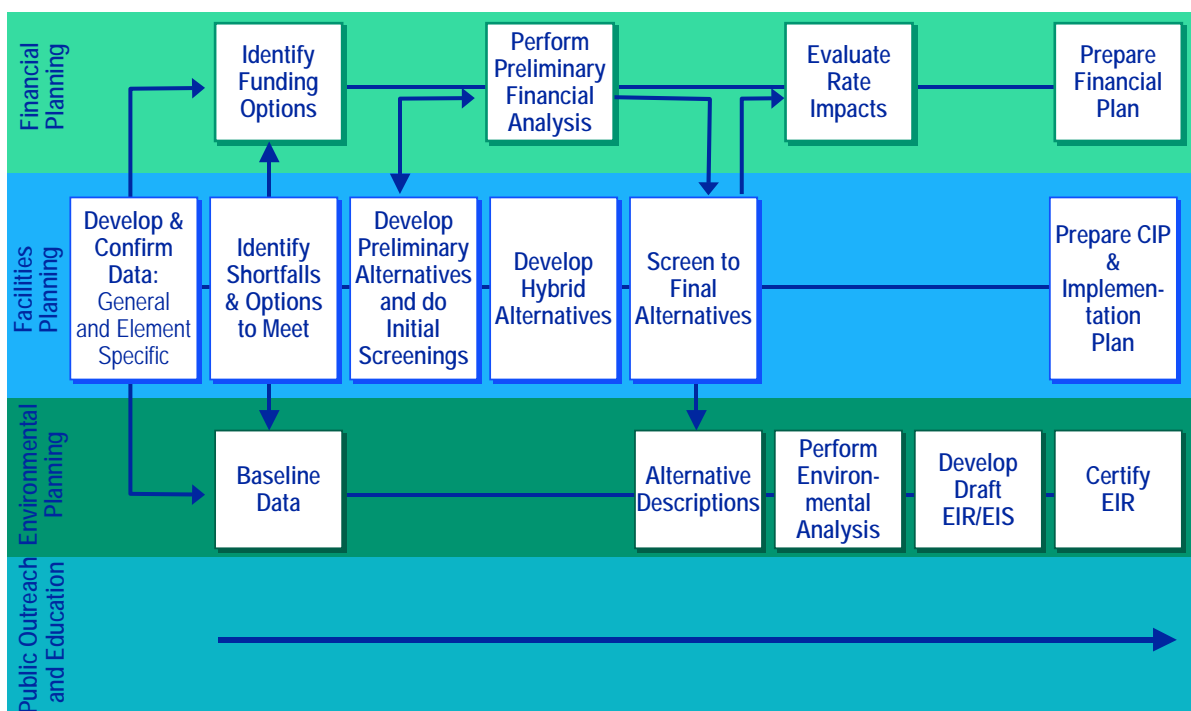 Financial
Planning
Identify
Funding
Options
Perform
Preliminary
Financial
Analysis
Evaluate
Rate
Impacts
Prepare
Financial
Plan
Facilities
Planning
Develop &
Confirm
Data:
General
and Element
Specific
Identify
Shortfalls
& Options
to Meet
Develop
Preliminary
Alternatives
and do
Initial
Screenings
Develop
Hybrid
Alternatives
Screen to
Final
Alternatives
Prepare CIP
&
Implemen-
tation
Plan
Environmental
Planning
Baseline
Data
Alternative
Descriptions
Perform
Environ-
mental
Analysis
Develop
Draft
EIR/EIS
Certify
EIR
Public Outreach
and Education